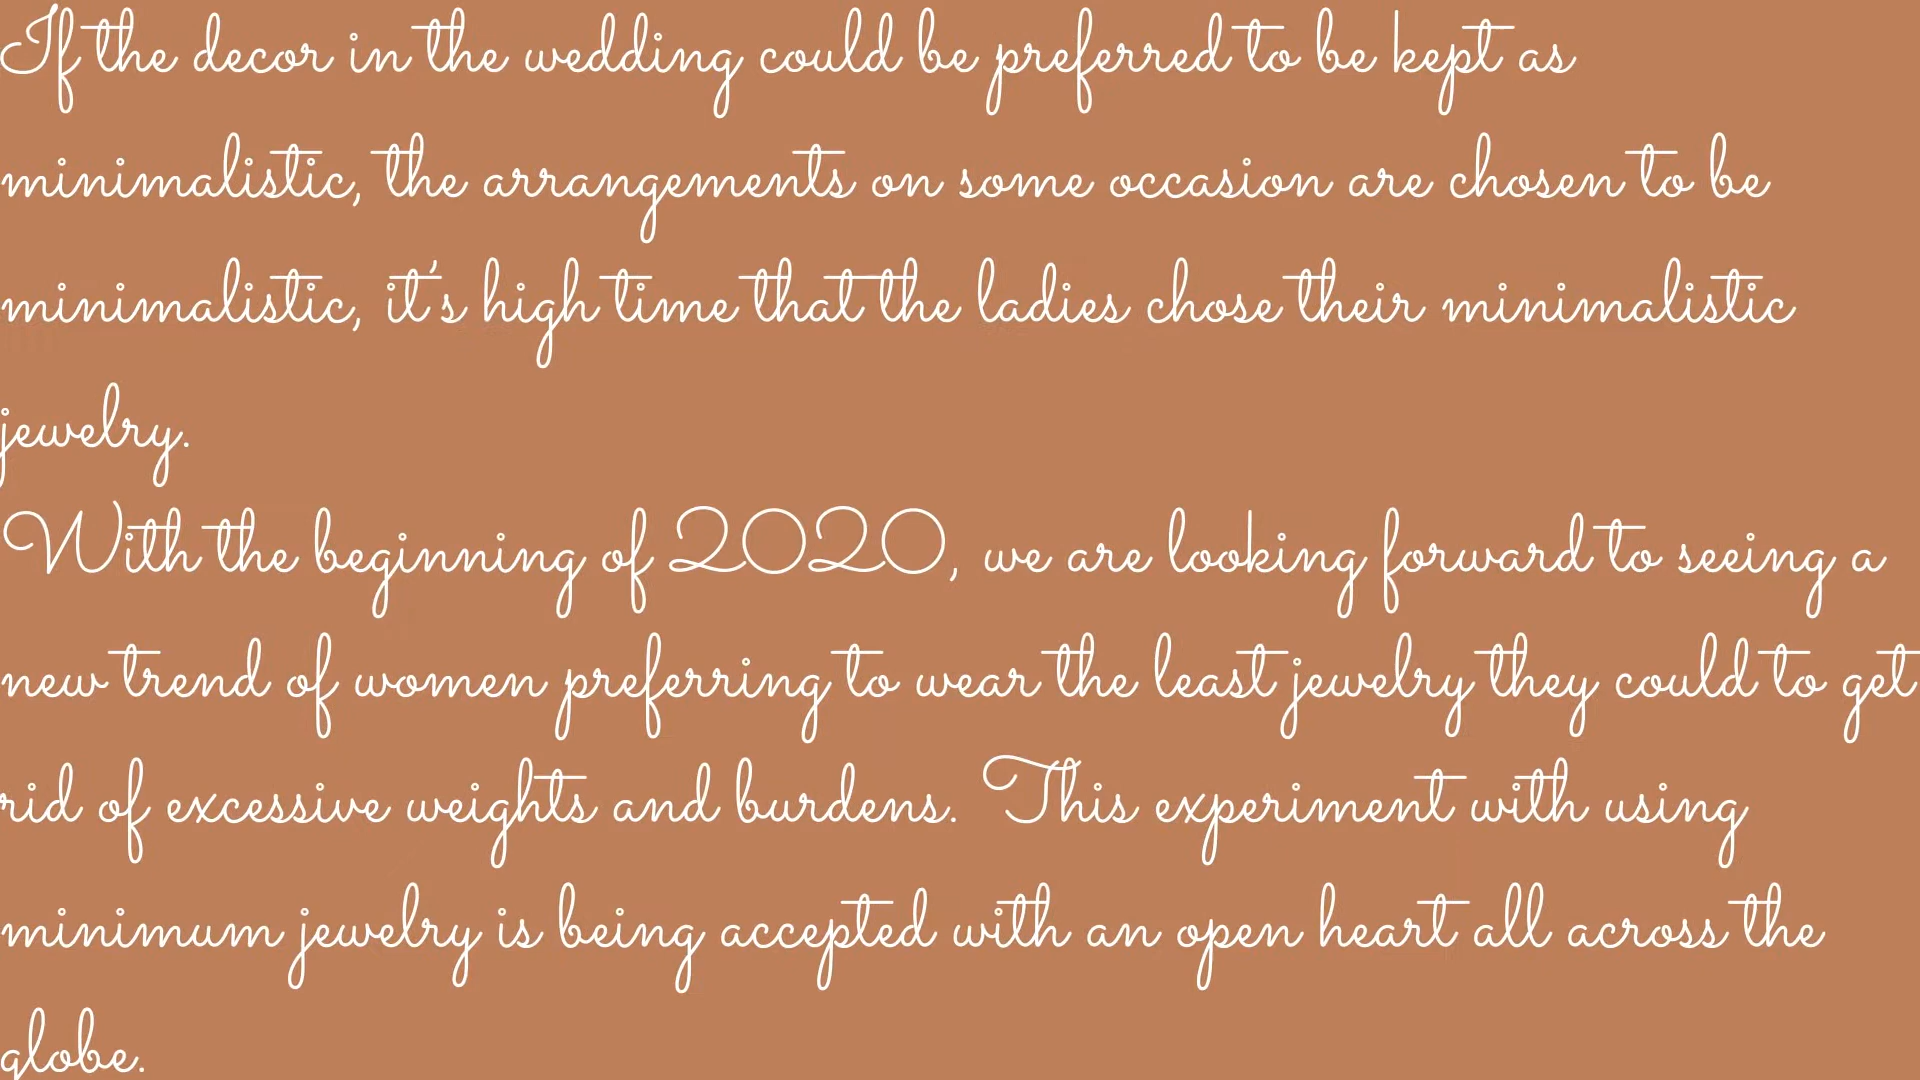 If the decor in the wedding could be preferred to be kept as
minimalistic, the arrangements on some occasion are chosen to be
minimalistic, it's high time that the ladies chose their minimalistic
jewelry.
With the beginning of 2020, we are looking forward to seeing a
new trend of women preferring to wear the least jewelry they could to get
rid of excessive weights and burdens. This experiment with using
minimum jewelry is being accepted with an open heart all across the
globe.